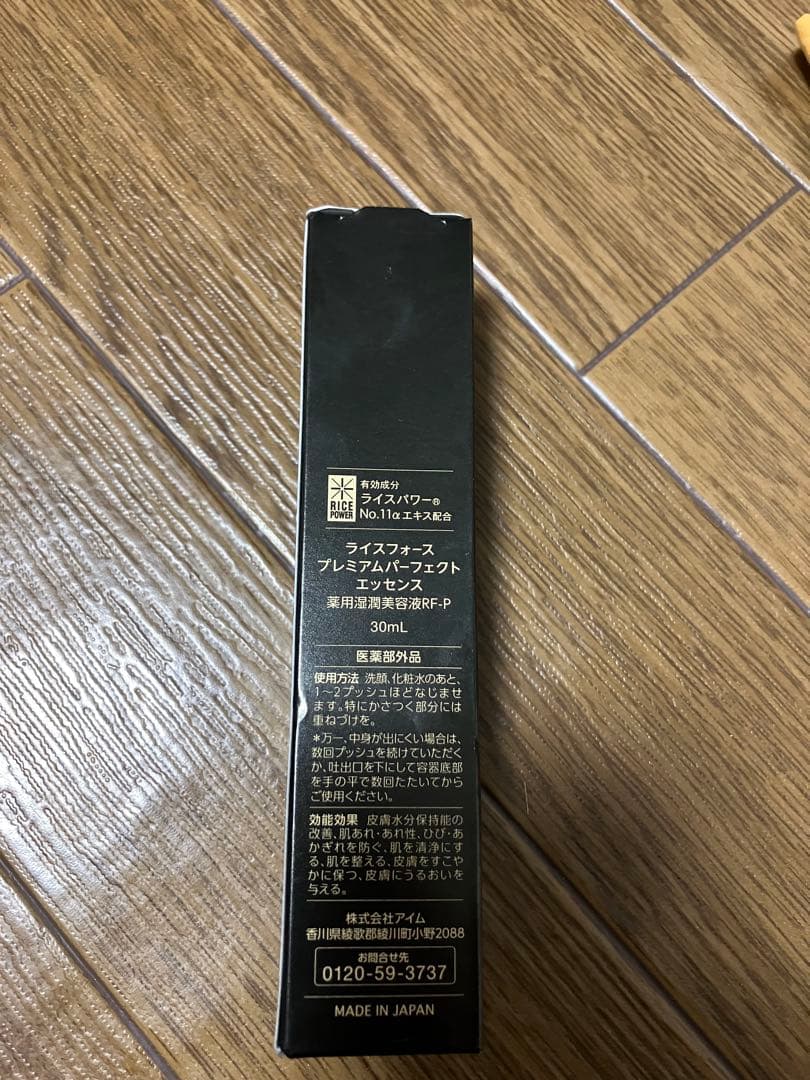 有効成分
RICE POWER
ライスパワー®
No.11α エキス配合
ライスフォース
プレミアムパーフェクト
エッセンス
薬用湿潤美容液RF-P
30mL
医薬部外品
使用方法 洗顔、化粧水のあと、
1～2プッシュほどなじませ
ます。特にかさつく部分には
重ねづけを。
＊万一、中身が出にくい場合は、
数回プッシュを続けていただく
か、吐出口を下にして容器底部
を手の平で数回たたいてから
ご使用ください。
効能効果 皮膚水分保持能の
改善、肌あれ・あれ性、ひび・あ
かぎれを防ぐ、肌を清浄にす
る、肌を整える、皮膚をすこや
かに保つ、皮膚にうるおいを
与える。
株式会社アイム
香川県綾歌郡綾川町小野2088
お問合せ先
0120-59-3737
MADE IN JAPAN